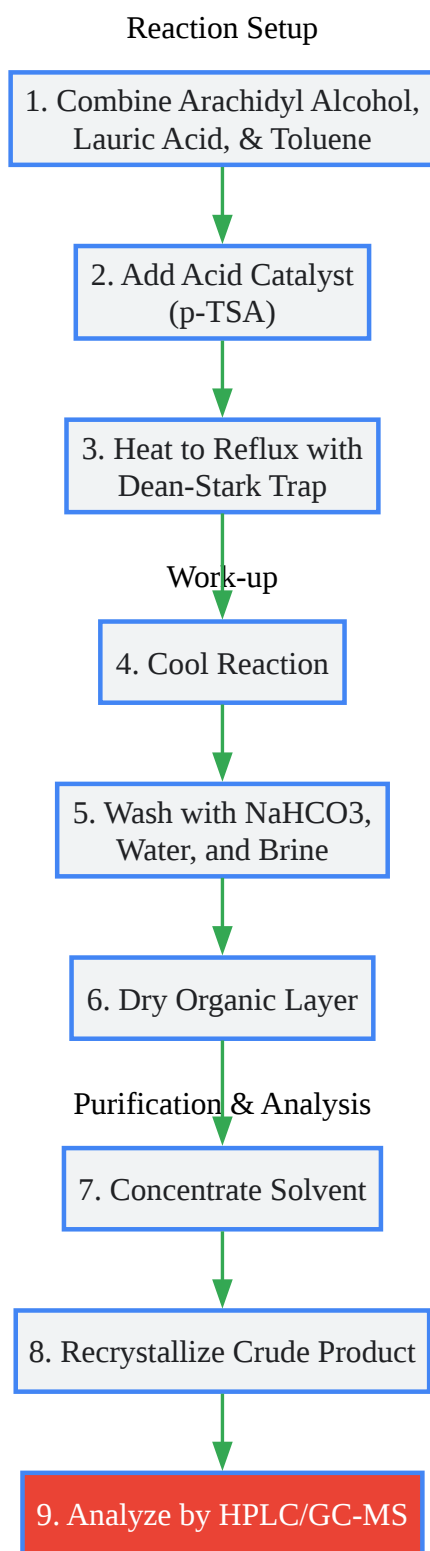 Reaction Setup
1. Combine Arachidyl Alcohol,
Lauric Acid, & Toluene
2. Add Acid Catalyst
(p-TSA)
3. Heat to Reflux with
Dean-Stark Trap
Work-up
4. Cool Reaction
5. Wash with NaHCO3,
Water, and Brine
6. Dry Organic Layer
Purification & Analysis
7. Concentrate Solvent
8. Recrystallize Crude Product
9. Analyze by HPLC/GC-MS